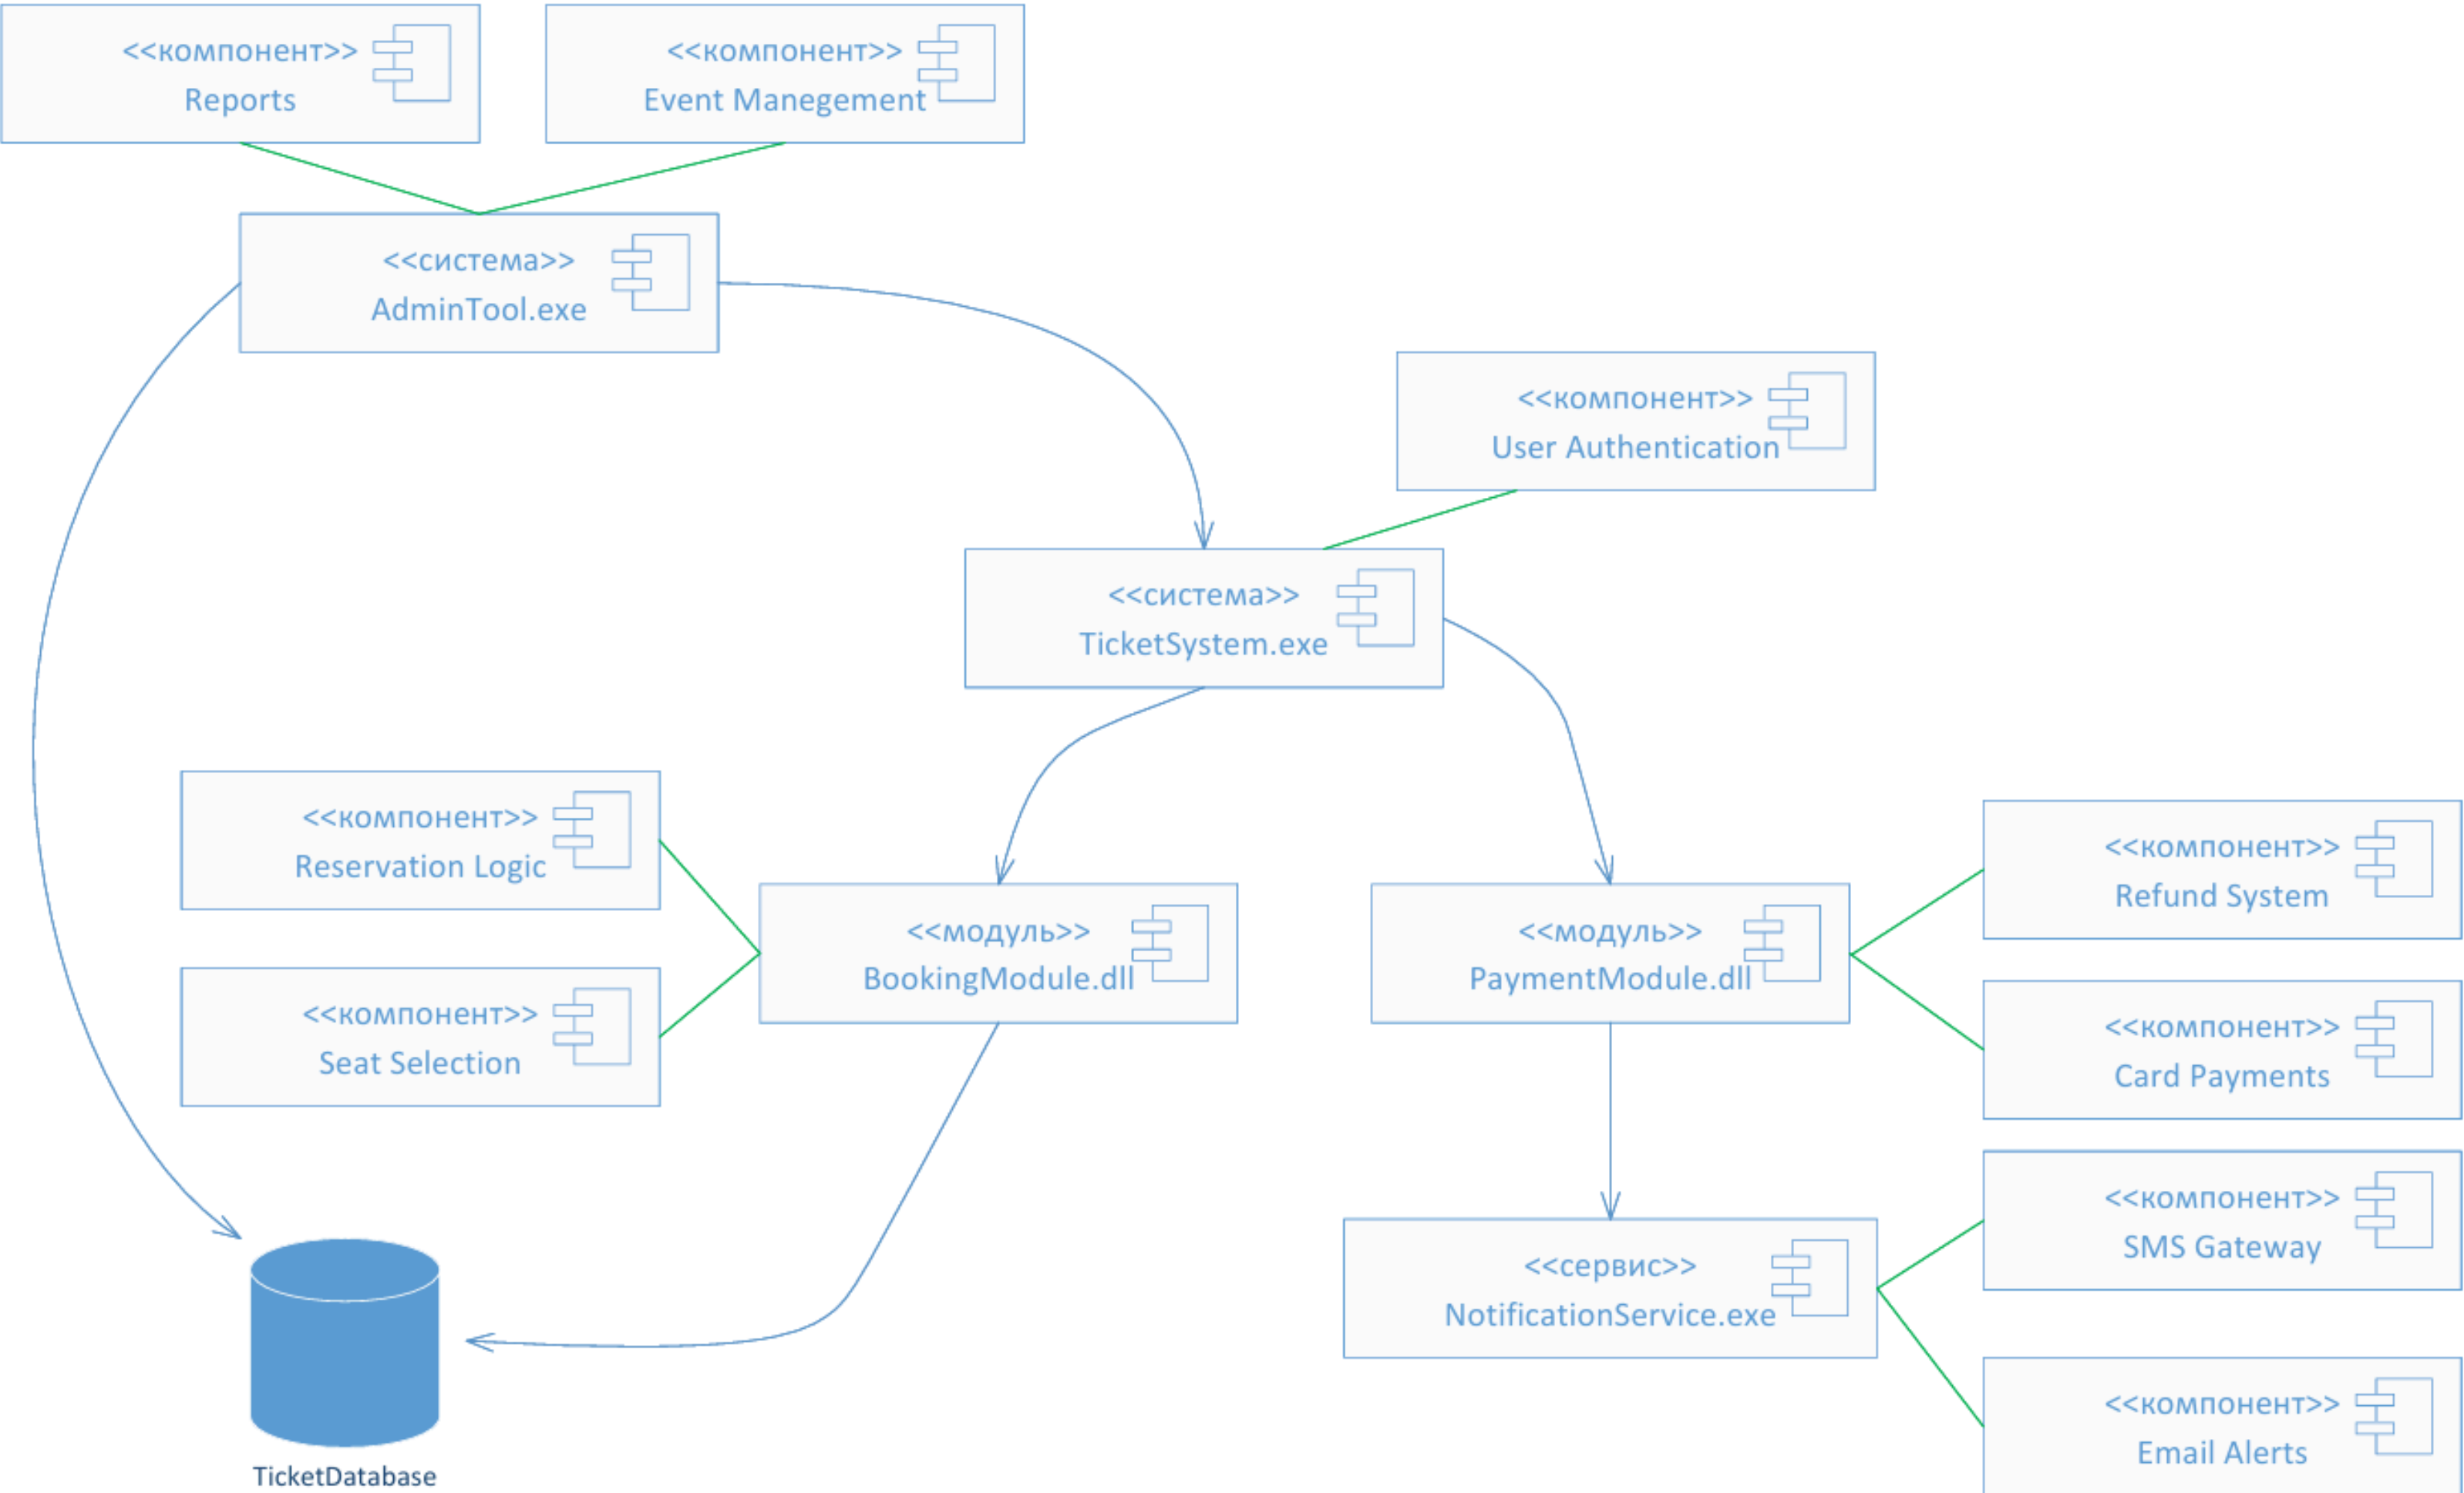 <<компонент>>
Reports
<<компонент>>
Event Manegement
<<система>>
AdminTool.exe
<<компонент>>
User Authentication
<<система>>
TicketSystem.exe
<<компонент>>
Reservation Logic
<<компонент>>
Seat Selection
<<модуль>>
BookingModule.dll
<<модуль>>
PaymentModule.dll
<<компонент>>
Refund System
<<компонент>>
Card Payments
<<компонент>>
SMS Gateway
<<сервис>>
NotificationService.exe
<<компонент>>
Email Alerts
TicketDatabase